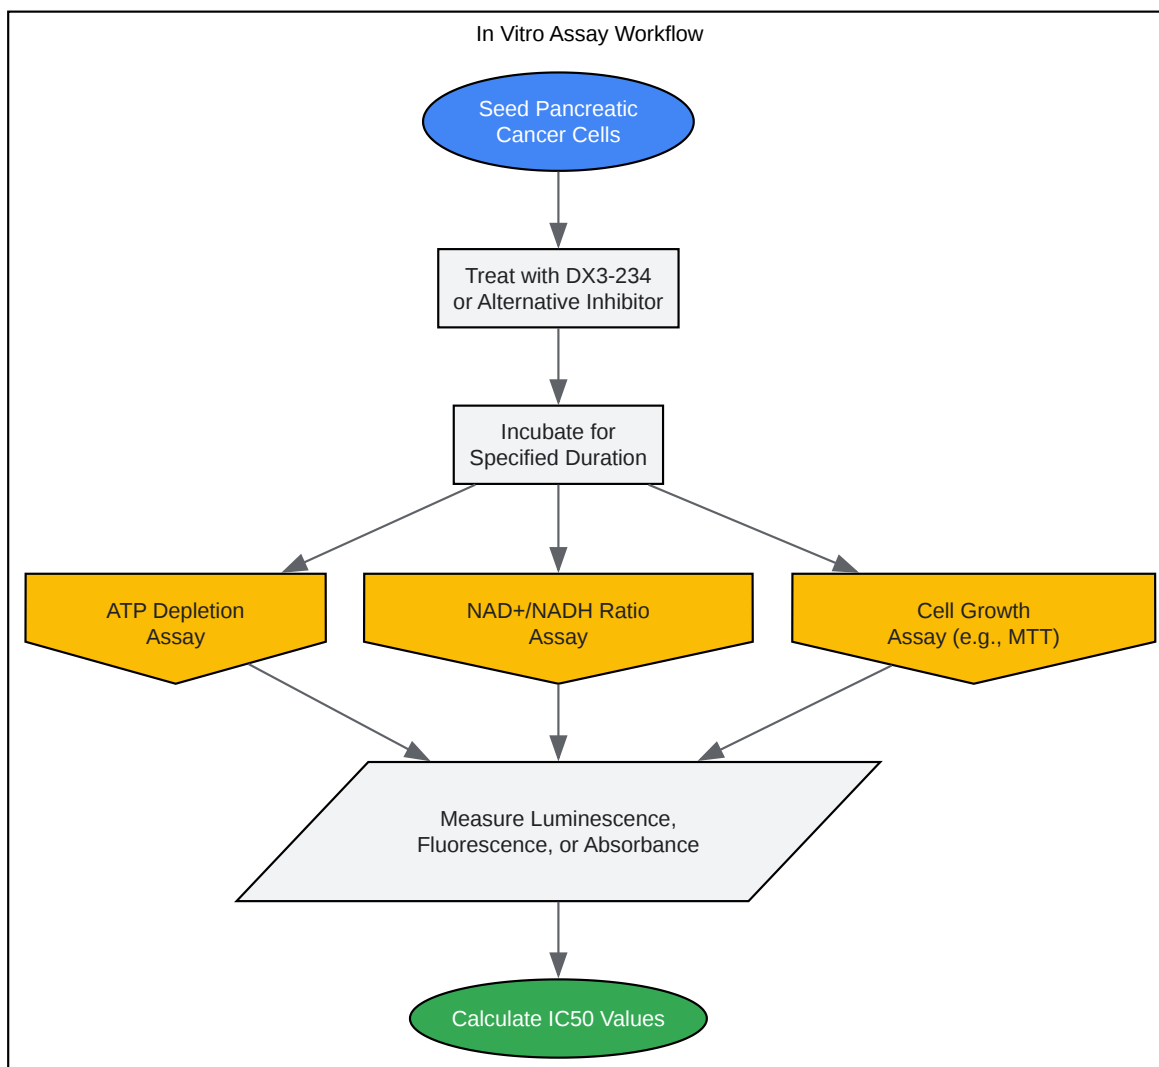 In Vitro Assay Workflow
Seed Pancreatic
Cancer Cells
Treat with DX3-234
or Alternative Inhibitor
Incubate for
Specified Duration
ATP Depletion
Assay
NAD+/NADH Ratio
Assay
Cell Growth
Assay (e.g., MTT)
Measure Luminescence,
Fluorescence, or Absorbance
Calculate IC50 Values